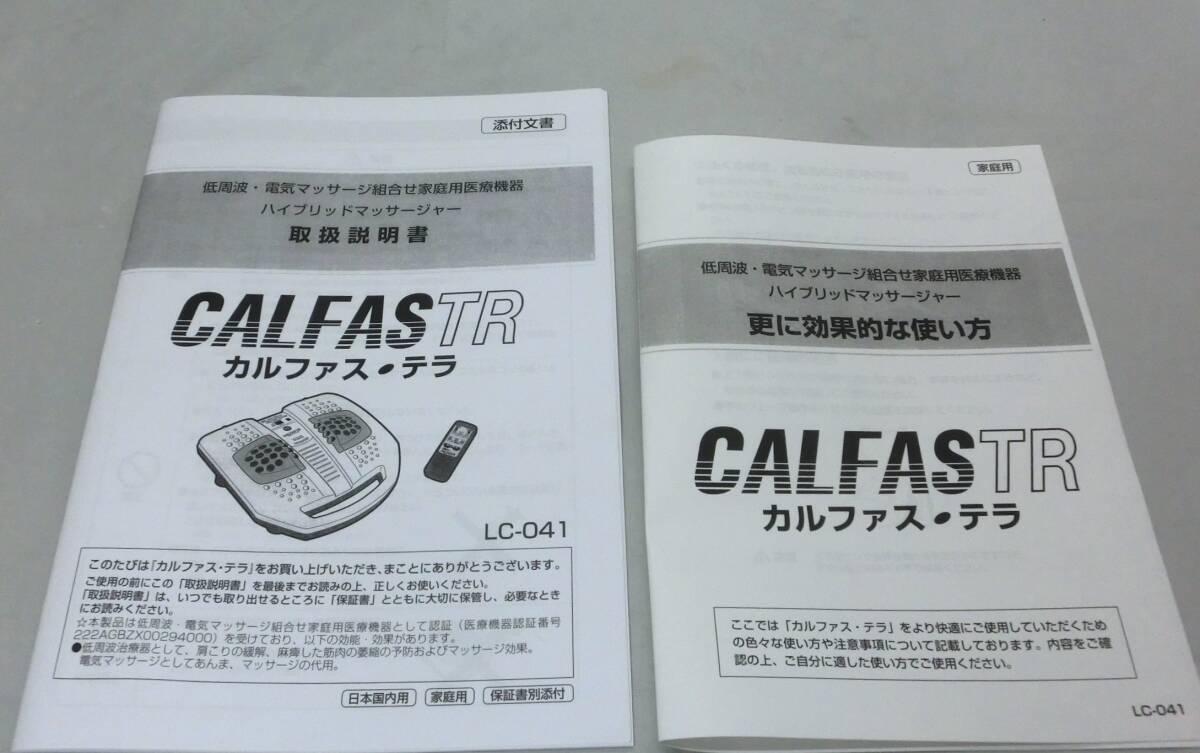 添付文書
低周波・電気マッサージ組合せ家庭用医療機器
ハイブリッドマッサージャー
取扱説明書
CALFASTR
カルファス・テラ
LC-041
このたびは「カルファス・テラ」をお買い上げいただき、まことにありがとうございます。
ご使用の前にこの「取扱説明書」を最後までお読みの上、正しくお使いください。
「取扱説明書」は、いつでも取り出せるところに「保証書」とともに大切に保管し、必要なとき
にお読みください。
☆本製品は低周波・電気マッサージ組合せ家庭用医療機器として認証（医療機器認証番号
222AGBZX00294000）を受けており、以下の効能・効果があります。
●低周波治療器として、肩こりの緩解、麻痺した筋肉の萎縮の予防およびマッサージ効果。
電気マッサージとしてあんま、マッサージの代用。
日本国内用 家庭用 保証書別添付
家庭用
低周波・電気マッサージ組合せ家庭用医療機器
ハイブリッドマッサージャー
更に効果的な使い方
CALFASTR
カルファス・テラ
ここでは「カルファス・テラ」をより快適にご使用していただくため
の色々な使い方や注意事項について記載しております。内容をご確
認の上、ご自分に適した使い方でご使用ください。
LC-041